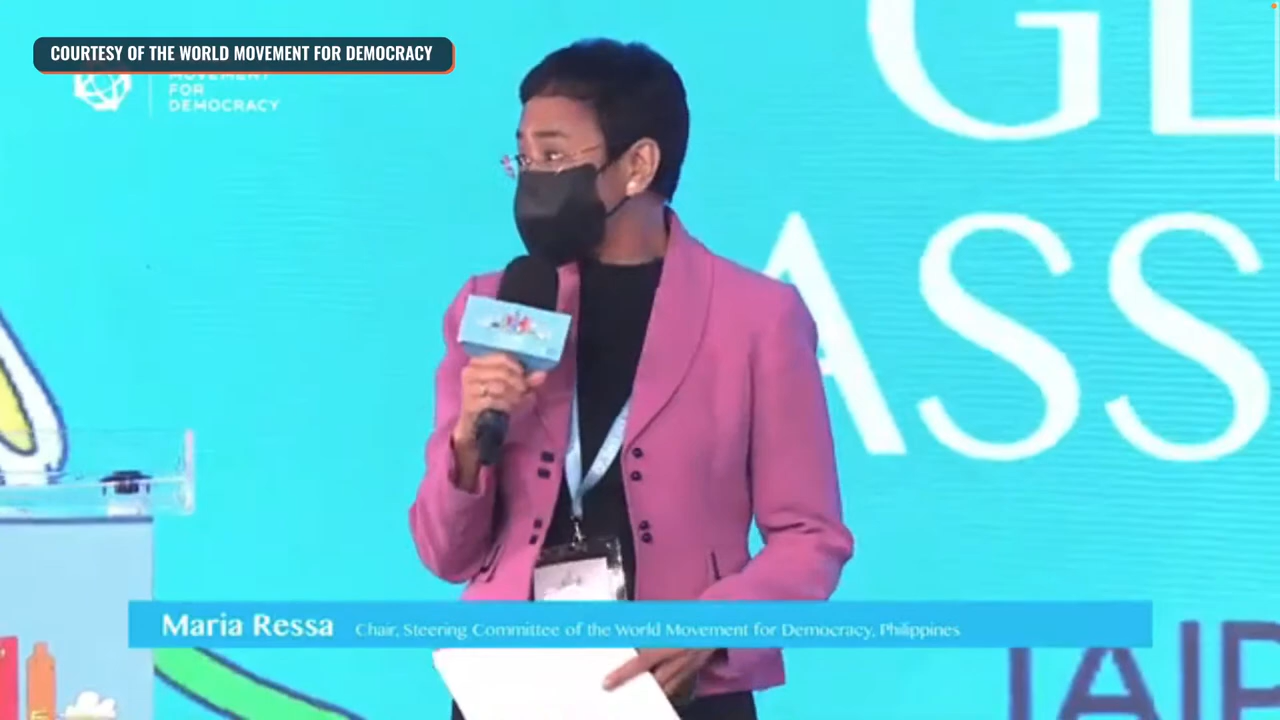 COURTESY OF THE WORLD MOVEMENT FOR DEMOCRACY
MOVEMENT
FOR
DEMOCRACY
ASS
Maria Ressa Chair, Steering Committee of the World Movement for Democracy, Philippines